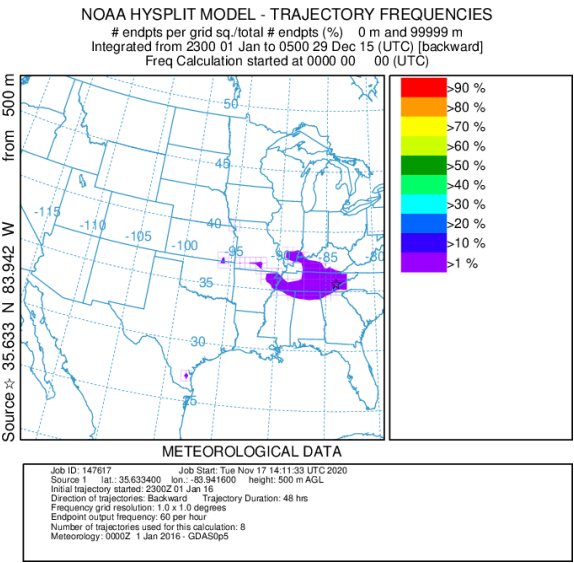 NOAA HYSPLIT MODEL - TRAJECTORY FREQUENCIES
# endpts per grid sq./total # endpts (%) 0 m and 99999 m
Integrated from 2300 01 Jan to 0500 29 Dec 15 (UTC) [backward]
Freq Calculation started at 0000 00 00 (UTC)
Source ☆ 35.633 N 83.942 W from 500 m
50
45
-115
-110
-105
-100
40
-95
-90
-85
-80
35
30
25
>90 %
>80 %
>70 %
>60 %
>50 %
>40 %
>30 %
>20 %
>10 %
>1 %
METEOROLOGICAL DATA
Job ID: 147617 Job Start: Tue Nov 17 14:11:33 UTC 2020
Source 1 lat.: 35.633400 lon.: -83.941600 height: 500 m AGL
Initial trajectory started: 2300Z 01 Jan 16
Direction of trajectories: Backward Trajectory Duration: 48 hrs
Frequency grid resolution: 1.0 x 1.0 degrees
Endpoint output frequency: 60 per hour
Number of trajectories used for this calculation: 8
Meteorology: 0000Z 1 Jan 2016 - GDAS0p5